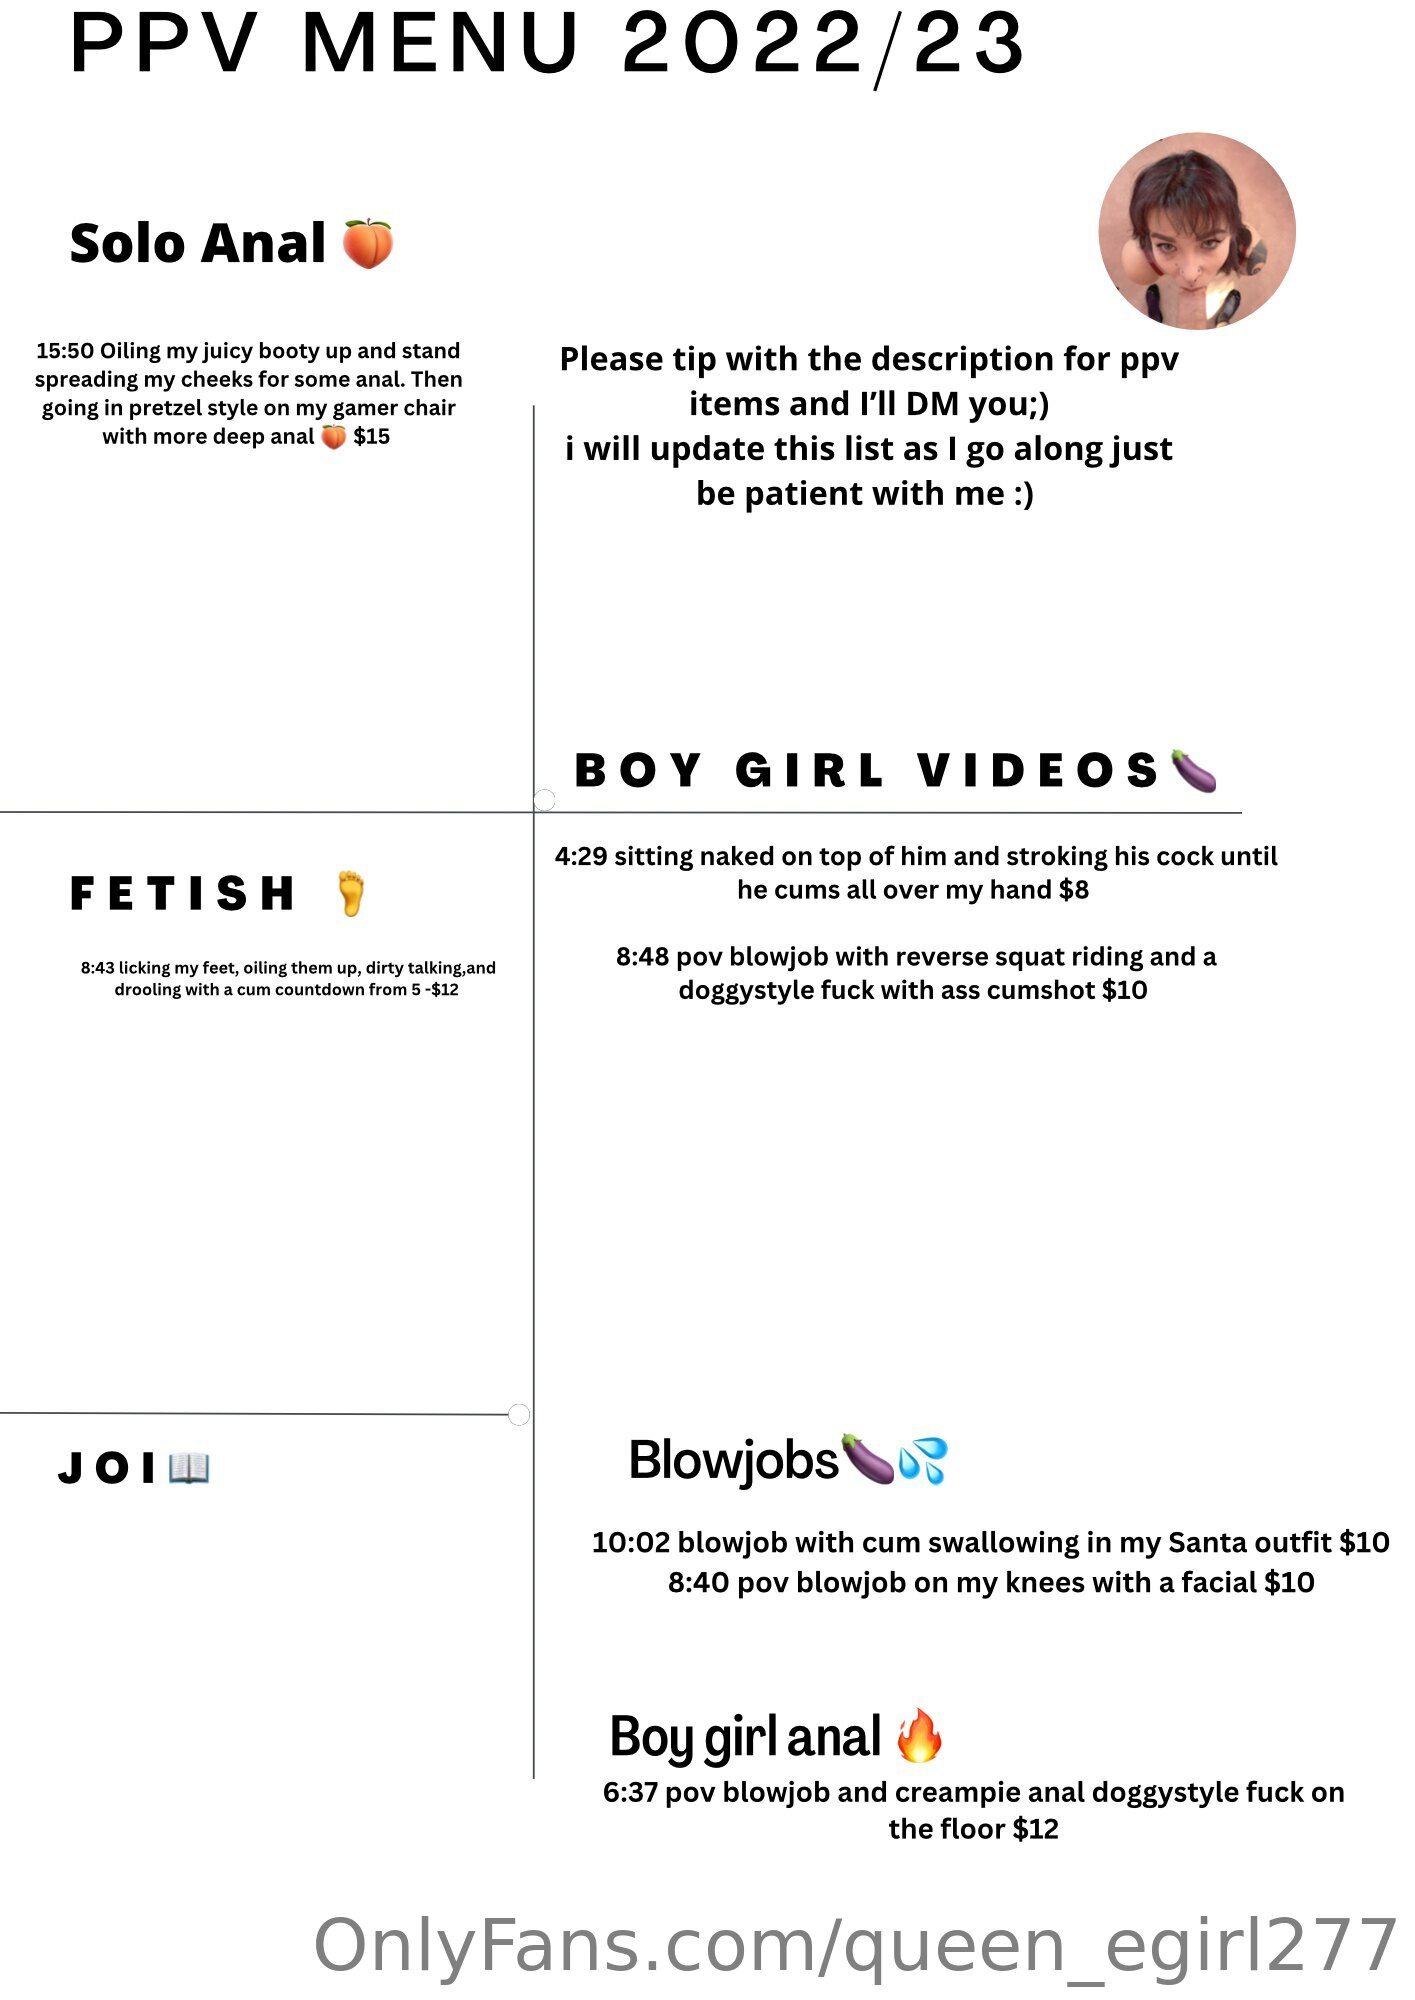 PPV MENU 2022/23
Solo Anal 🍑
15:50 Oiling my juicy booty up and stand
spreading my cheeks for some anal. Then
going in pretzel style on my gamer chair
with more deep anal 🍑 $15
Please tip with the description for ppv
items and I’ll DM you;)
i will update this list as I go along just
be patient with me :)
BOY GIRL VIDEOS🍆
4:29 sitting naked on top of him and stroking his cock until
he cums all over my hand $8
8:48 pov blowjob with reverse squat riding and a
doggystyle fuck with ass cumshot $10
FETISH 🦶
8:43 licking my feet, oiling them up, dirty talking,and
drooling with a cum countdown from 5 -$12
JOI📖
Blowjobs🍆💦
10:02 blowjob with cum swallowing in my Santa outfit $10
8:40 pov blowjob on my knees with a facial $10
Boy girl anal 🔥
6:37 pov blowjob and creampie anal doggystyle fuck on
the floor $12
OnlyFans.com/queen_egirl277